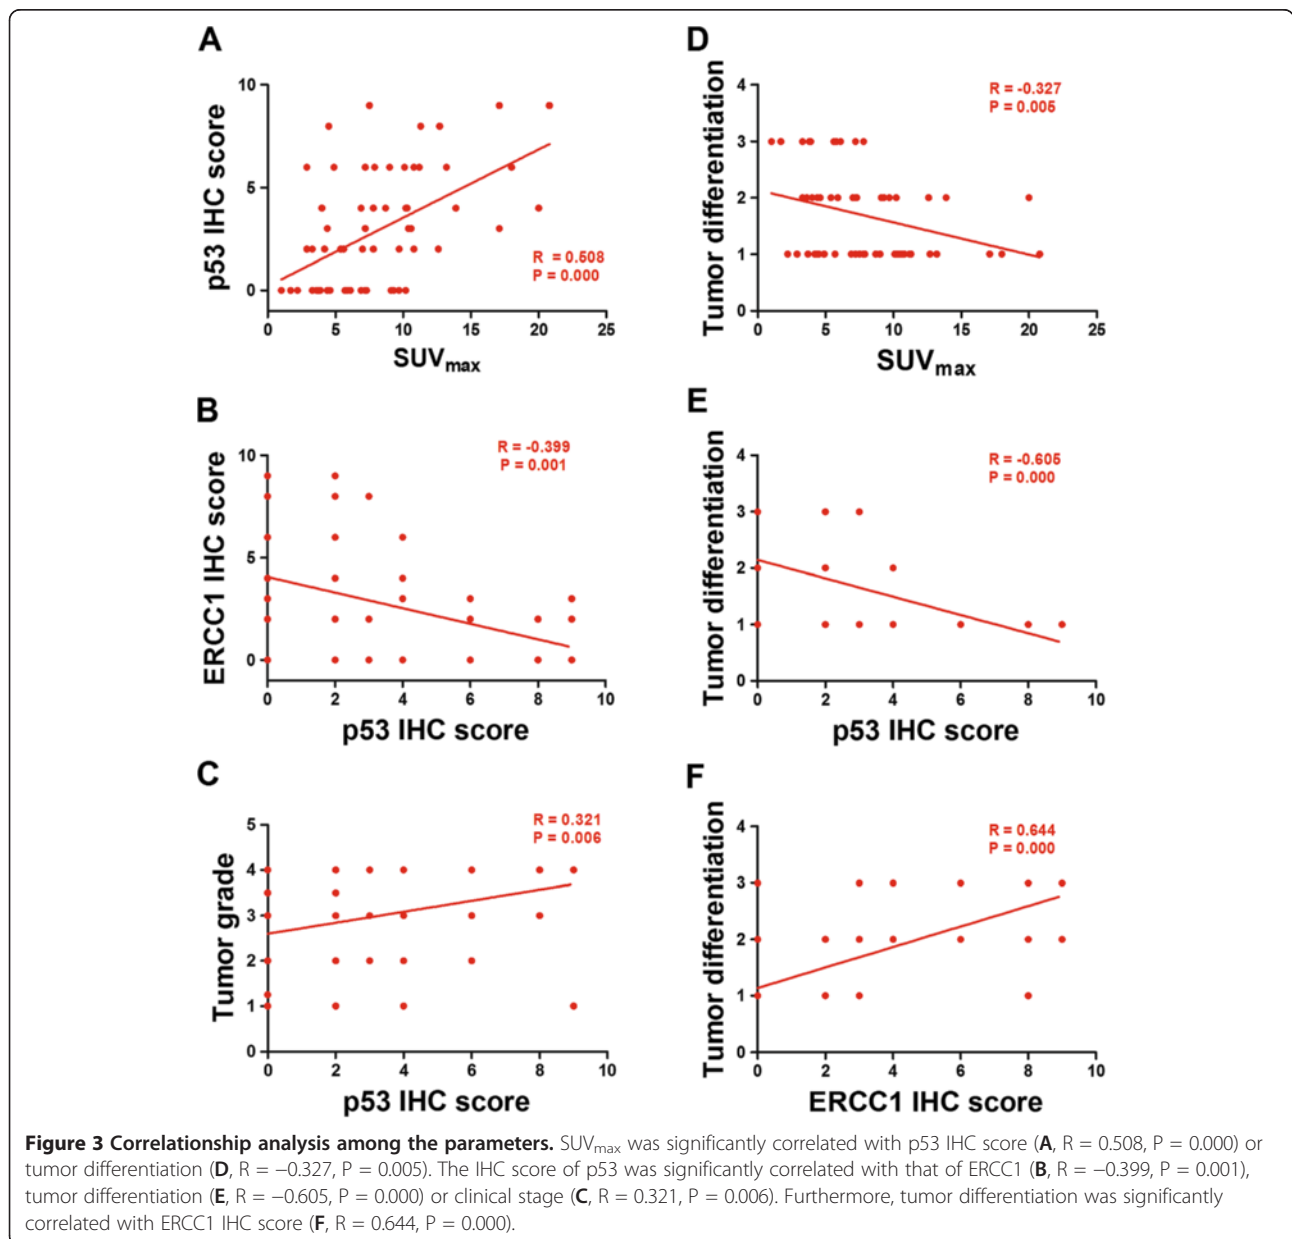 A
p53 IHC score
10
5
0
R = 0.508
P = 0.000
0 5 10 15 20 25
SUVmax
D
Tumor differentiation
4
3
2
1
0
R = -0.327
P = 0.005
0 5 10 15 20 25
SUVmax
B
ERCC1 IHC score
10
5
0
R = -0.399
P = 0.001
0 2 4 6 8 10
p53 IHC score
E
Tumor differentiation
4
3
2
1
0
R = -0.605
P = 0.000
0 2 4 6 8 10
p53 IHC score
C
Tumor grade
5
4
3
2
1
0
R = 0.321
P = 0.006
0 2 4 6 8 10
p53 IHC score
F
Tumor differentiation
4
3
2
1
0
R = 0.644
P = 0.000
0 2 4 6 8 10
ERCC1 IHC score
Figure 3 Correlationship analysis among the parameters. SUVmax was significantly correlated with p53 IHC score (A, R = 0.508, P = 0.000) or
tumor differentiation (D, R = −0.327, P = 0.005). The IHC score of p53 was significantly correlated with that of ERCC1 (B, R = −0.399, P = 0.001),
tumor differentiation (E, R = −0.605, P = 0.000) or clinical stage (C, R = 0.321, P = 0.006). Furthermore, tumor differentiation was significantly
correlated with ERCC1 IHC score (F, R = 0.644, P = 0.000).